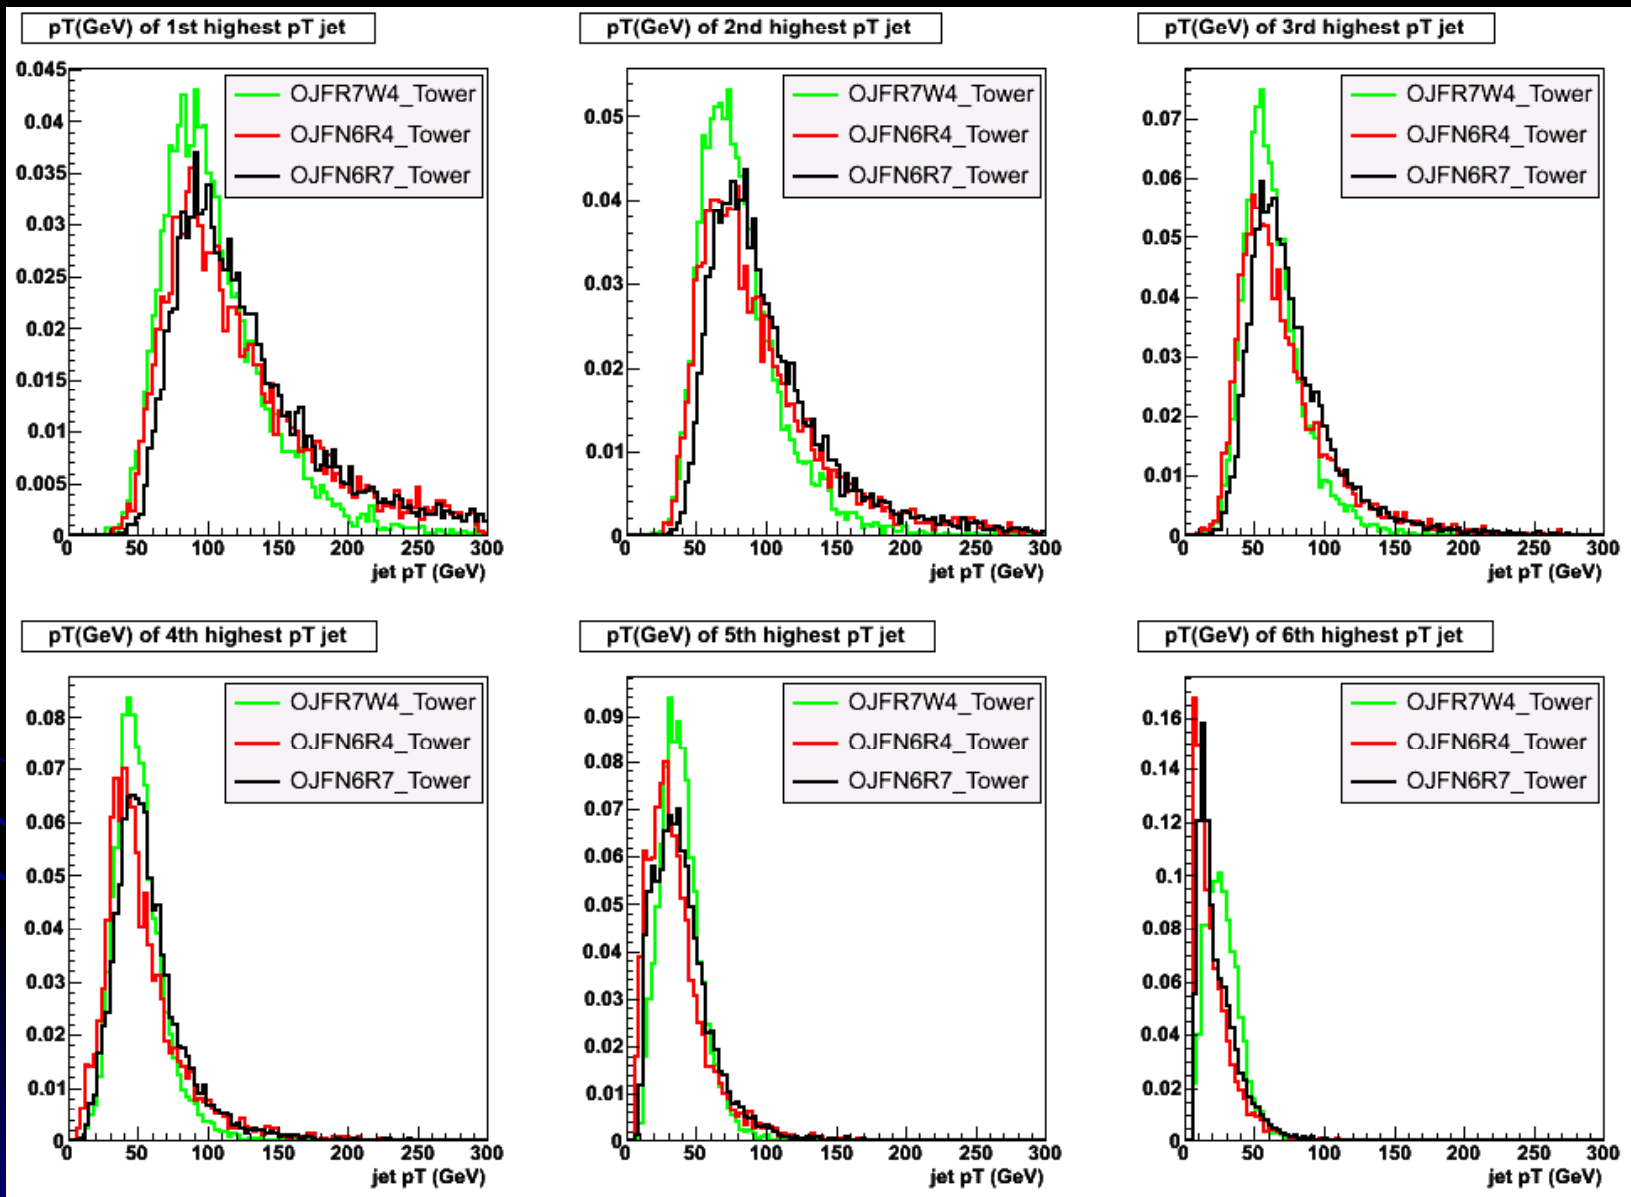 pT(GeV) of 1st highest pT jet
0.045
0.04
0.035
0.03
0.025
0.02
0.015
0.01
0.005
0
0 50 100 150 200 250 300
jet pT (GeV)
OJFR7W4_Tower
OJFN6R4_Tower
OJFN6R7_Tower
pT(GeV) of 2nd highest pT jet
0.05
0.04
0.03
0.02
0.01
0
0 50 100 150 200 250 300
jet pT (GeV)
OJFR7W4_Tower
OJFN6R4_Tower
OJFN6R7_Tower
pT(GeV) of 3rd highest pT jet
0.07
0.06
0.05
0.04
0.03
0.02
0.01
0
0 50 100 150 200 250 300
jet pT (GeV)
OJFR7W4_Tower
OJFN6R4_Tower
OJFN6R7_Tower
pT(GeV) of 4th highest pT jet
0.08
0.07
0.06
0.05
0.04
0.03
0.02
0.01
0
0 50 100 150 200 250 300
jet pT (GeV)
OJFR7W4_Tower
OJFN6R4_Tower
OJFN6R7_Tower
pT(GeV) of 5th highest pT jet
0.09
0.08
0.07
0.06
0.05
0.04
0.03
0.02
0.01
0
0 50 100 150 200 250 300
jet pT (GeV)
OJFR7W4_Tower
OJFN6R4_Tower
OJFN6R7_Tower
pT(GeV) of 6th highest pT jet
0.16
0.14
0.12
0.1
0.08
0.06
0.04
0.02
0
0 50 100 150 200 250 300
jet pT (GeV)
OJFR7W4_Tower
OJFN6R4_Tower
OJFN6R7_Tower